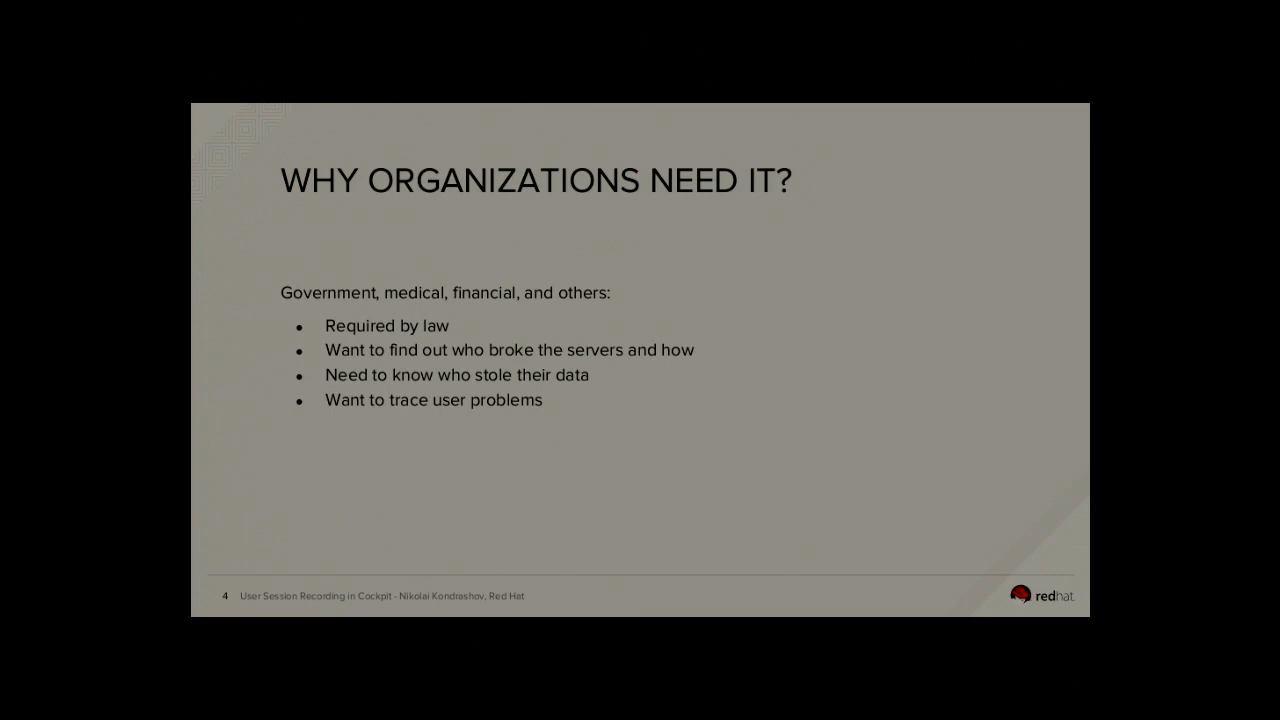 WHY ORGANIZATIONS NEED IT?
Government, medical, financial, and others:
● Required by law
● Want to find out who broke the servers and how
● Need to know who stole their data
● Want to trace user problems
4 User Session Recording in Cockpit - Nikolai Kondrashov, Red Hat
redhat